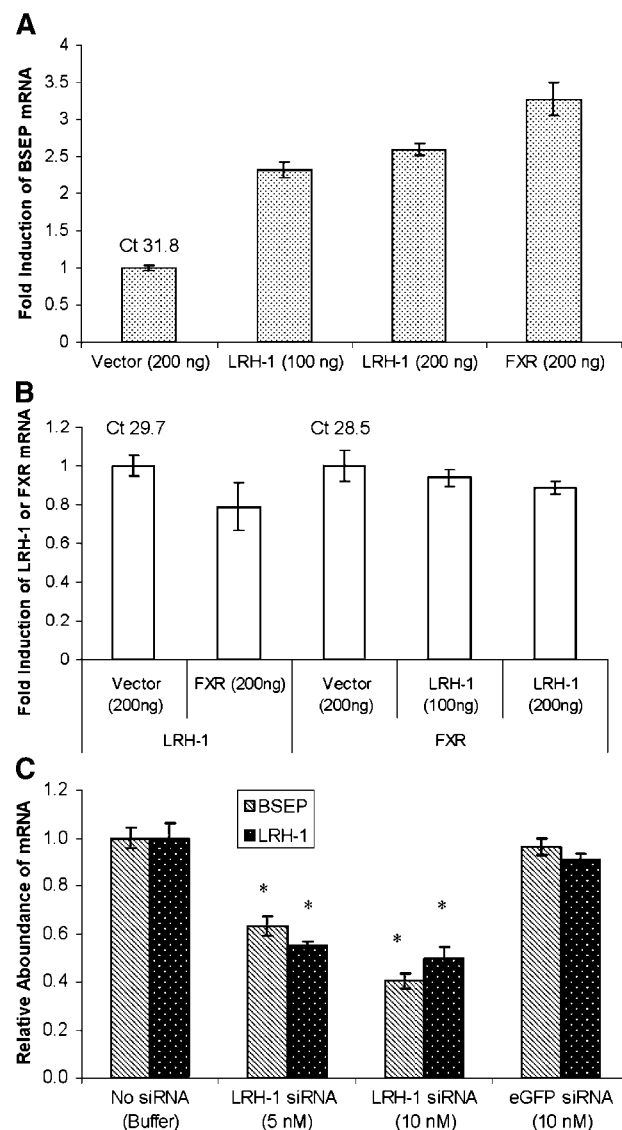 A
Fold Induction of BSEP mRNA
4
3.5
3
2.5
2
1.5
1
0.5
0
Ct 31.8
Vector (200 ng) LRH-1 (100 ng) LRH-1 (200 ng) FXR (200 ng)
B
Fold Induction of LRH-1 or FXR mRNA
1.2
1
0.8
0.6
0.4
0.2
0
Ct 29.7 Ct 28.5
Vector (200ng) FXR (200ng) Vector (200ng) LRH-1 (100ng) LRH-1 (200ng)
LRH-1 FXR
C
Relative Aboundance of mRNA
1.2
1.0
0.8
0.6
0.4
0.2
0.0
BSEP
LRH-1
* * * *
No siRNA LRH-1 siRNA LRH-1 siRNA eGFP siRNA
(Buffer) (5 nM) (10 nM) (10 nM)